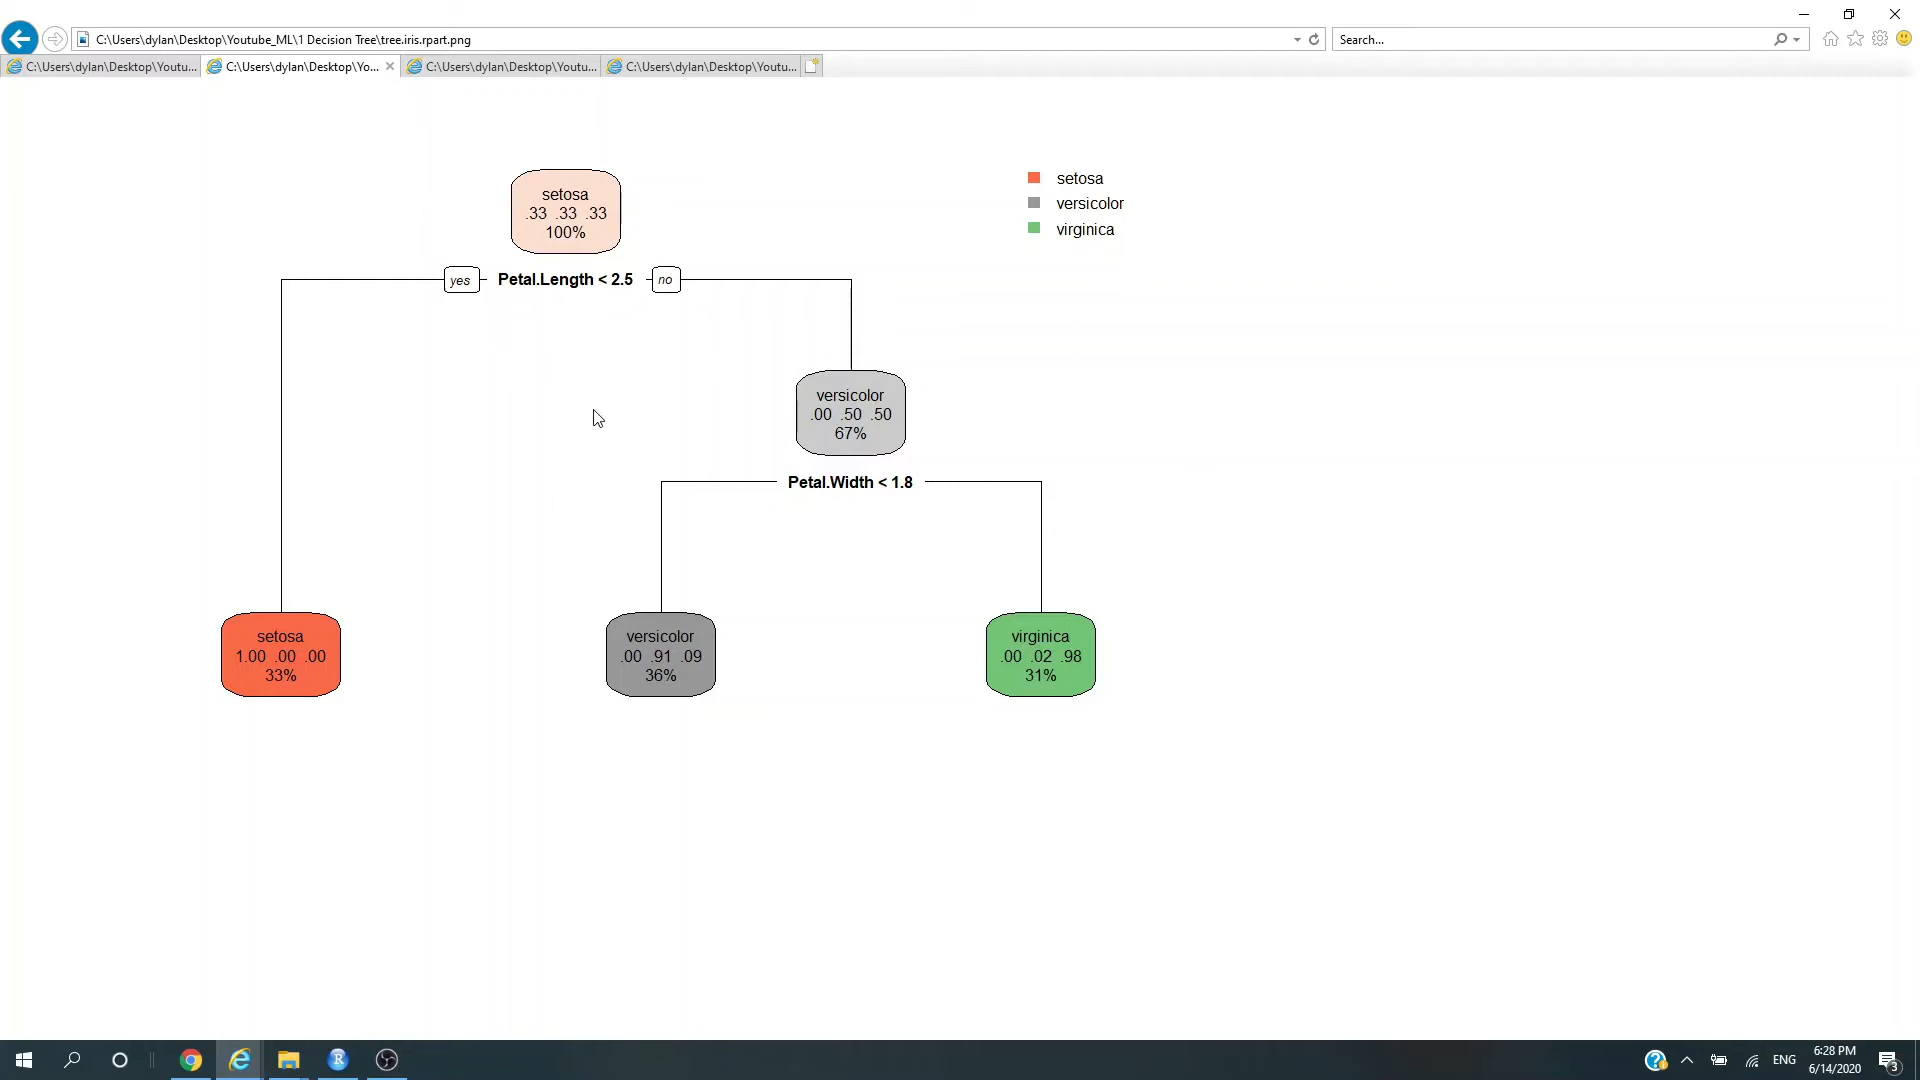 C:\Users\dylan\Desktop\Youtube_ML\1 Decision Tree\tree.iris.rpart.png
Search...
C:\Users\dylan\Desktop\Youtu...
C:\Users\dylan\Desktop\Yo...
C:\Users\dylan\Desktop\Youtu...
C:\Users\dylan\Desktop\Youtu...
setosa
.33 .33 .33
100%
setosa
versicolor
virginica
yes
Petal.Length < 2.5
no
versicolor
.00 .50 .50
67%
Petal.Width < 1.8
setosa
1.00 .00 .00
33%
versicolor
.00 .91 .09
36%
virginica
.00 .02 .98
31%
ENG
6:28 PM
6/14/2020
3